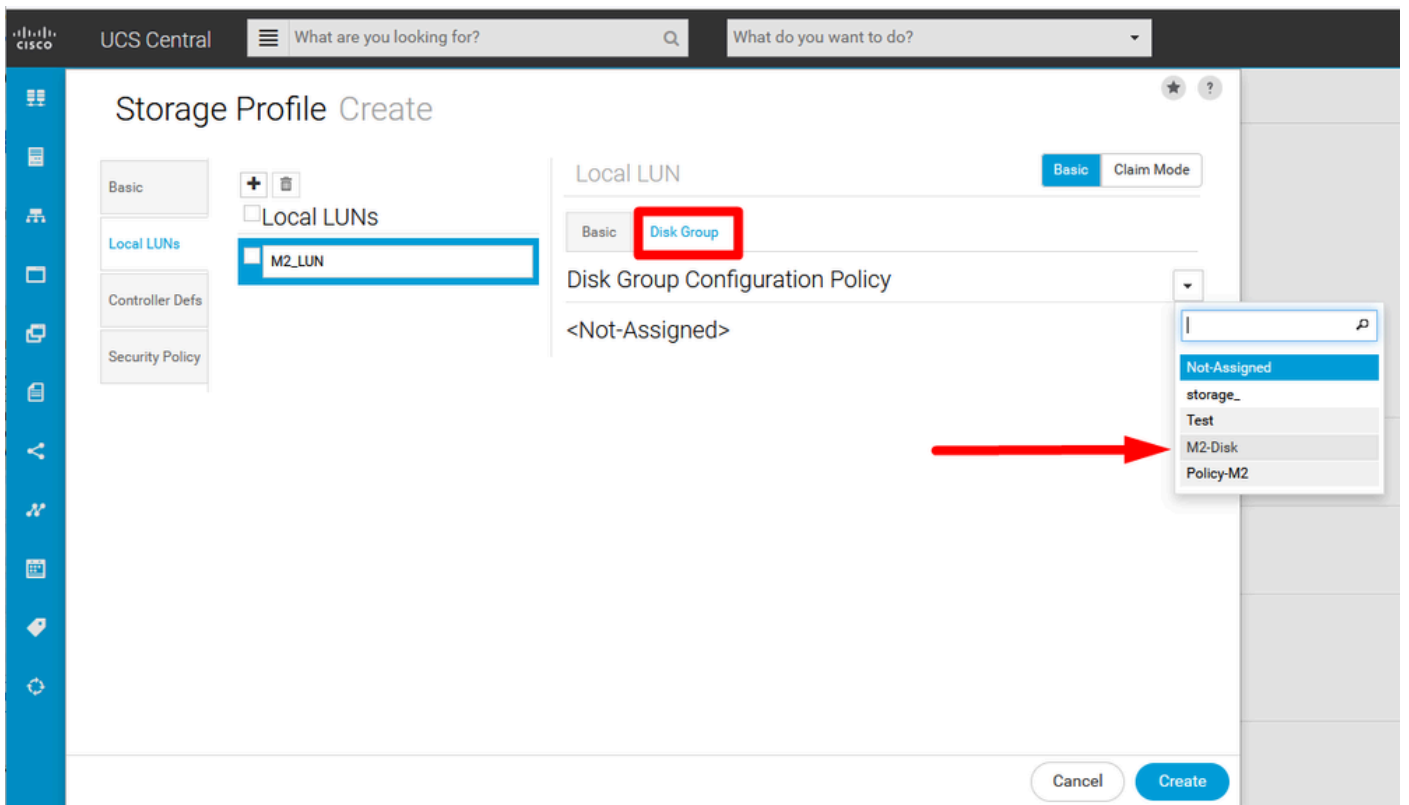 cisco
UCS Central
What are you looking for?
What do you want to do?
Storage Profile Create
?
Basic
Local LUNs
Controller Defs
Security Policy
Local LUNs
M2_LUN
Local LUN
Basic
Claim Mode
Basic
Disk Group
Disk Group Configuration Policy
<Not-Assigned>
Not-Assigned
storage_
Test
M2-Disk
Policy-M2
Cancel
Create